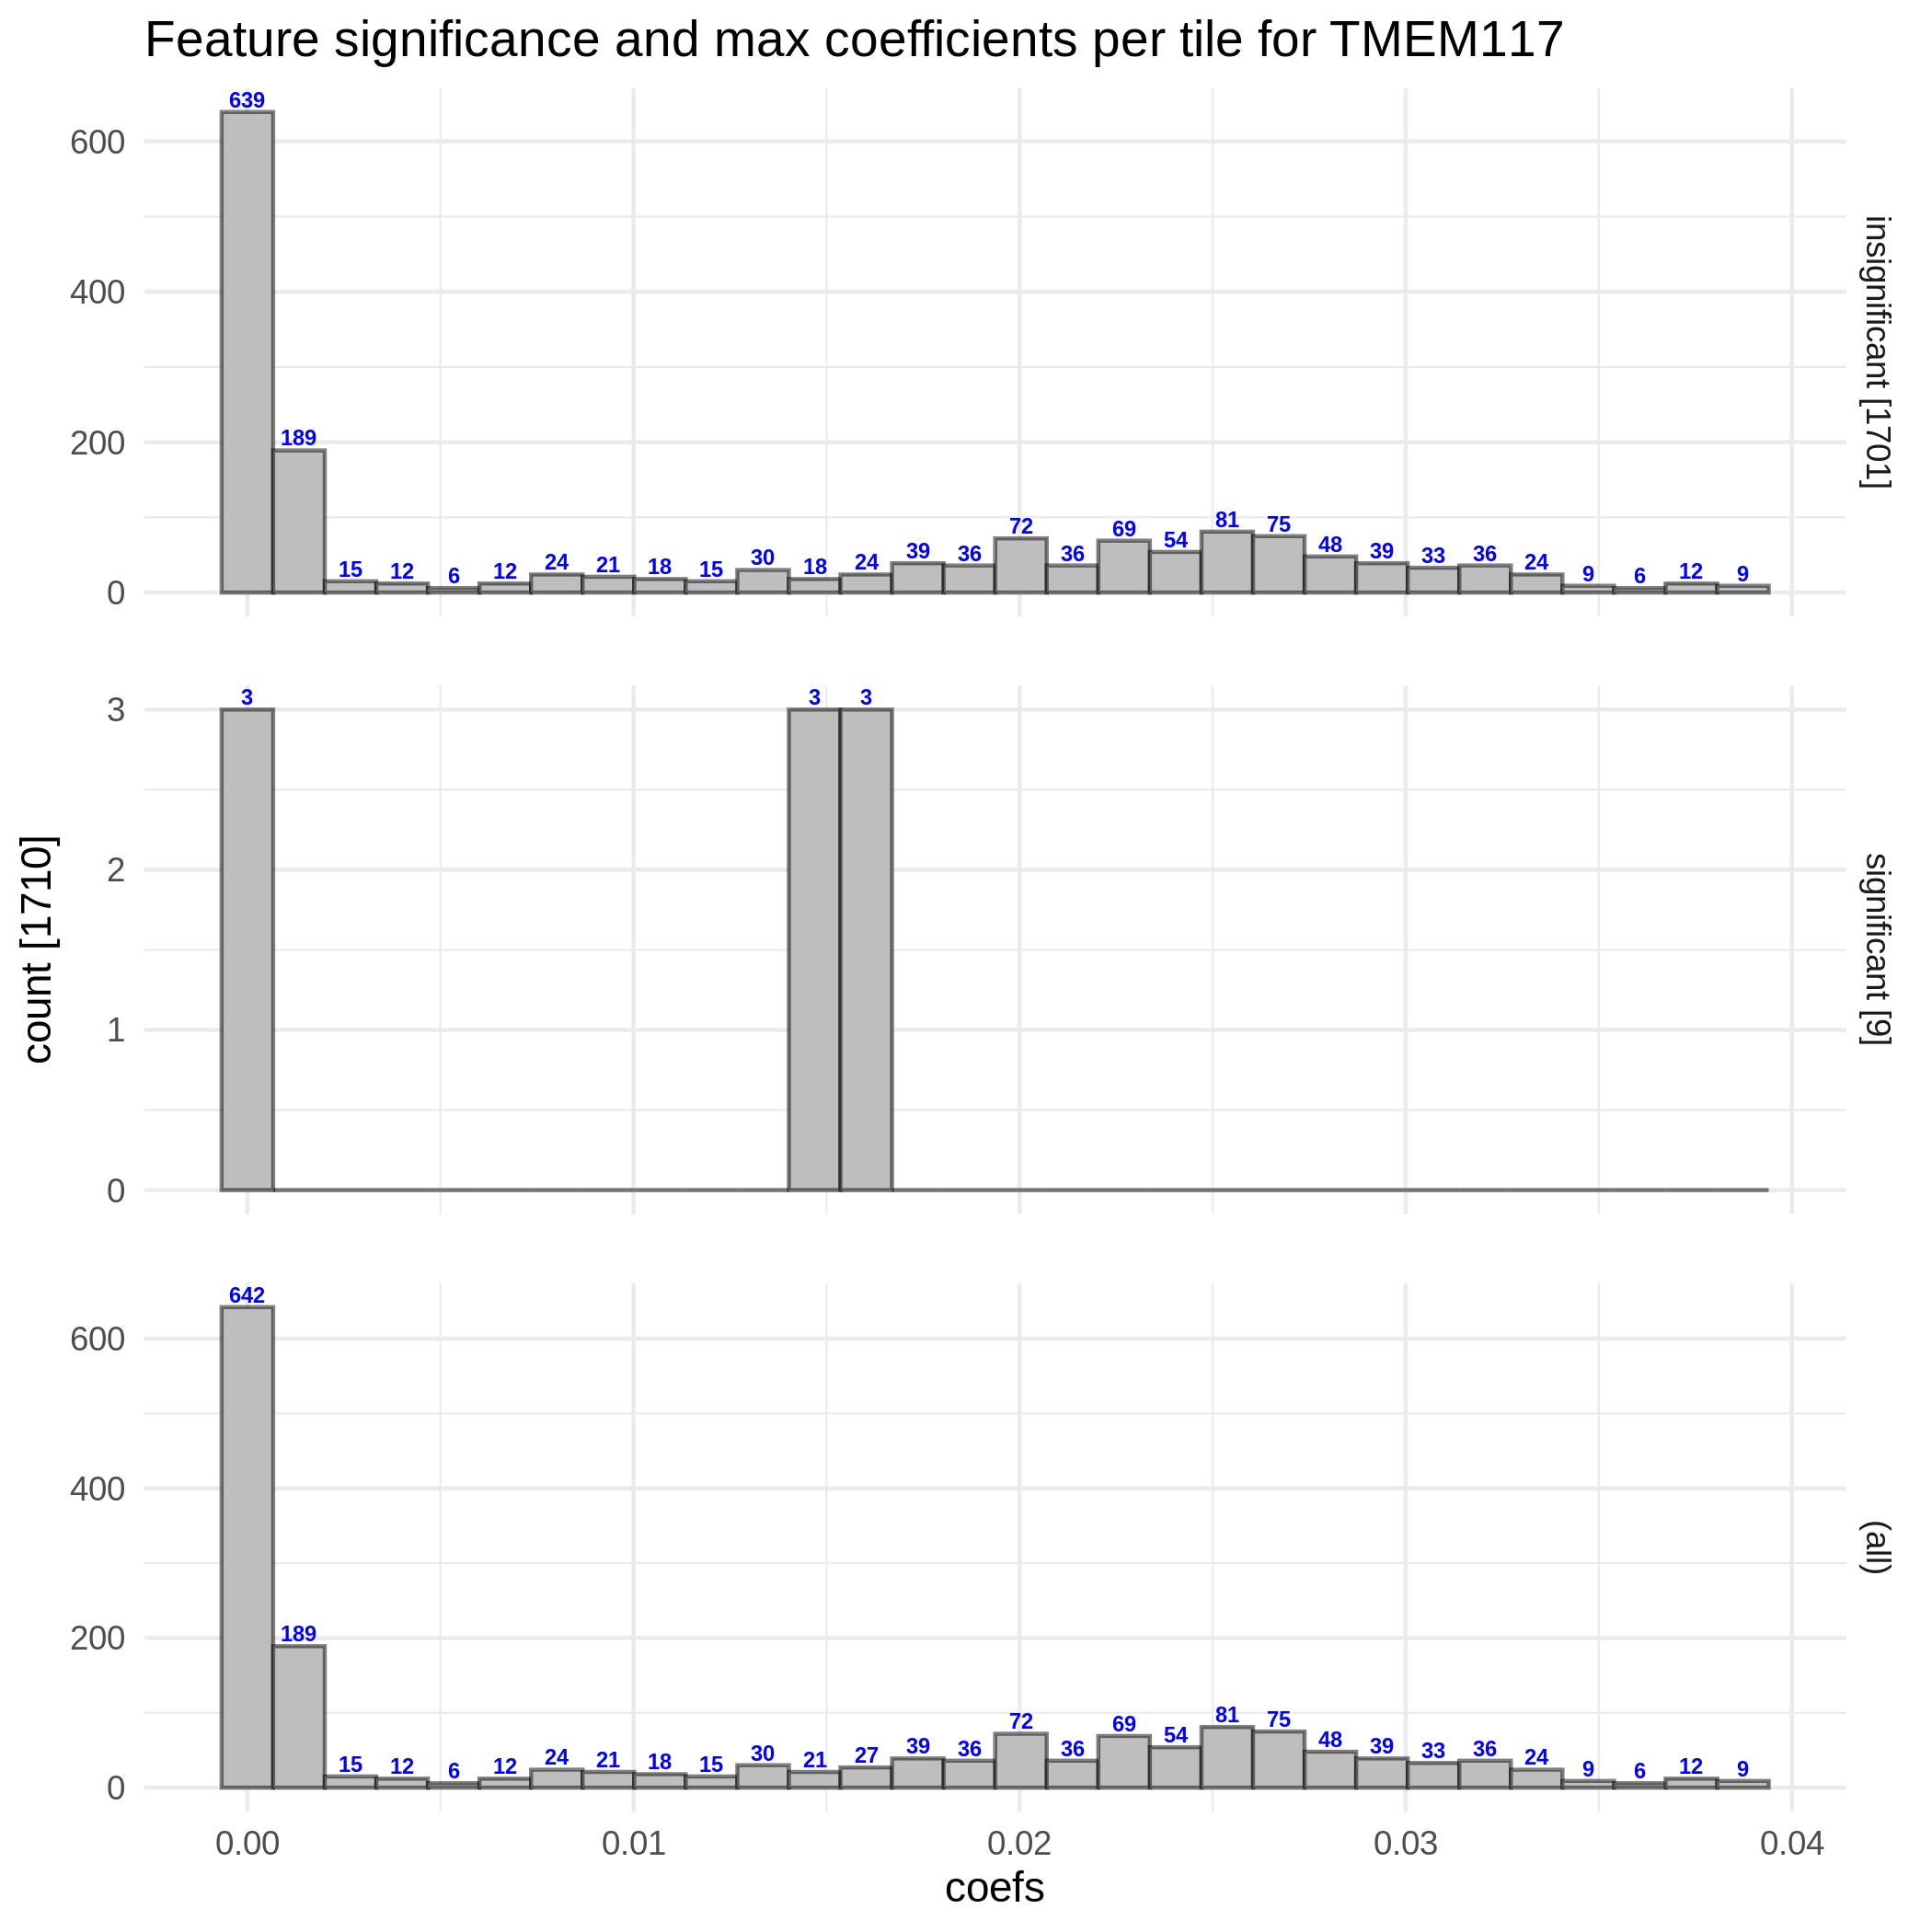 Feature significance and max coefficients per tile for TMEM117
639
600
400
200
0
189
15 12 6 12 24 21 18 15 30 18 24 39 36 72 36 69 54 81 75 48 39 33 36 24 9 6 12 9
insignificant [1701]
3 3 3
3
2
1
0
significant [9]
count [1710]
642
600
400
200
0
189
15 12 6 12 24 21 18 15 30 21 27 39 36 72 36 69 54 81 75 48 39 33 36 24 9 6 12 9
(all)
0.00 0.01 0.02 0.03 0.04
coefs